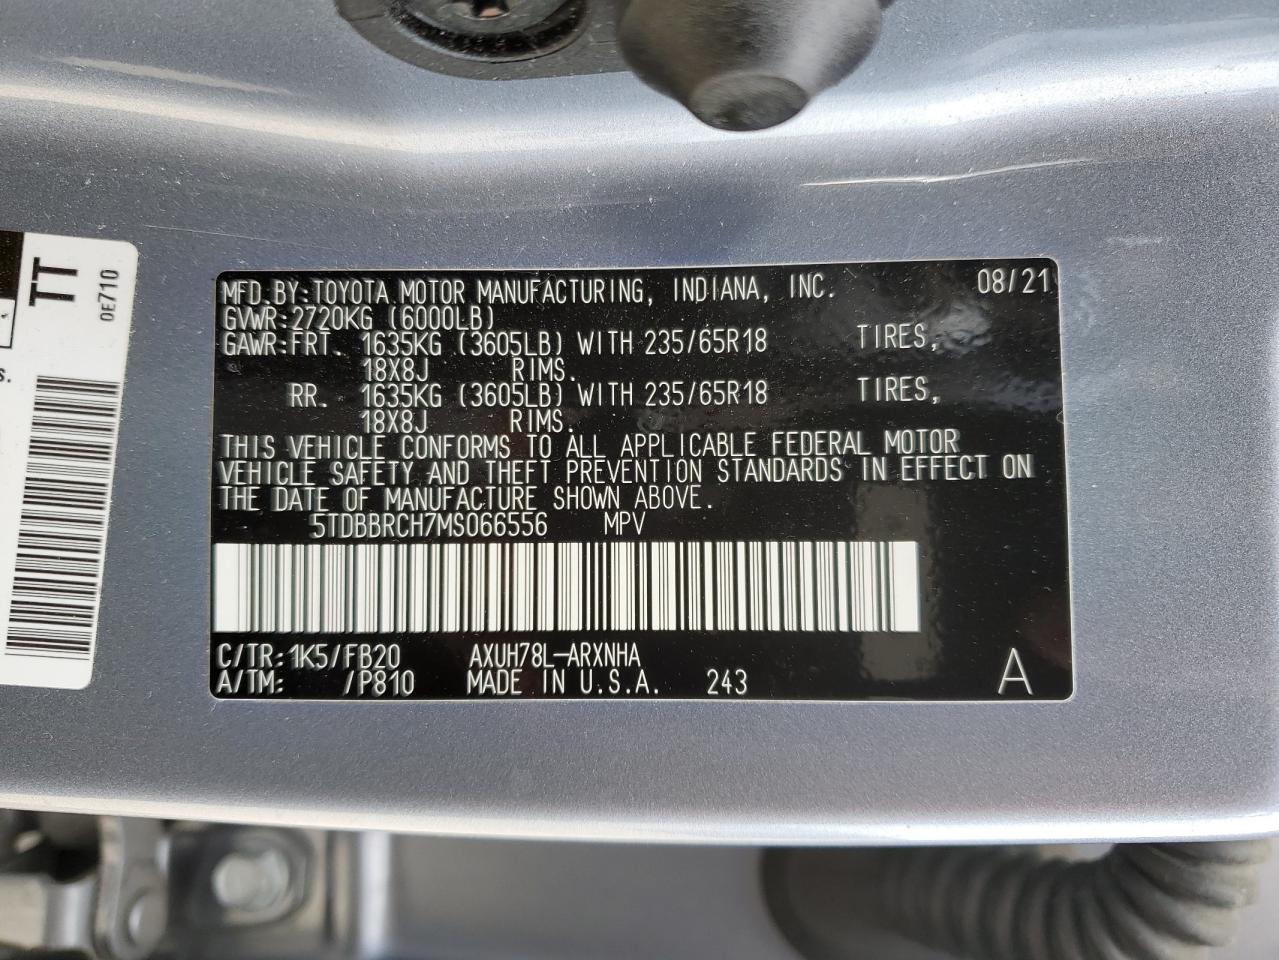 TT
0E710
S.
MFD BY: TOYOTA MOTOR MANUFACTURING, INDIANA, INC. 08/21
GVWR: 2720KG (6000LB)
GAWR: FRT. 1635KG (3605LB) WITH 235/65R18 TIRES,
18X8J RIMS.
RR. 1635KG (3605LB) WITH 235/65R18 TIRES,
18X8J RIMS.
THIS VEHICLE CONFORMS TO ALL APPLICABLE FEDERAL MOTOR
VEHICLE SAFETY AND THEFT PREVENTION STANDARDS IN EFFECT ON
THE DATE OF MANUFACTURE SHOWN ABOVE.
5TDBBRCH7MS066556 MPV
C/TR: 1K5/FB20 AXUH78L-ARXNHA
A/TM: /P810 MADE IN U.S.A. 243 A